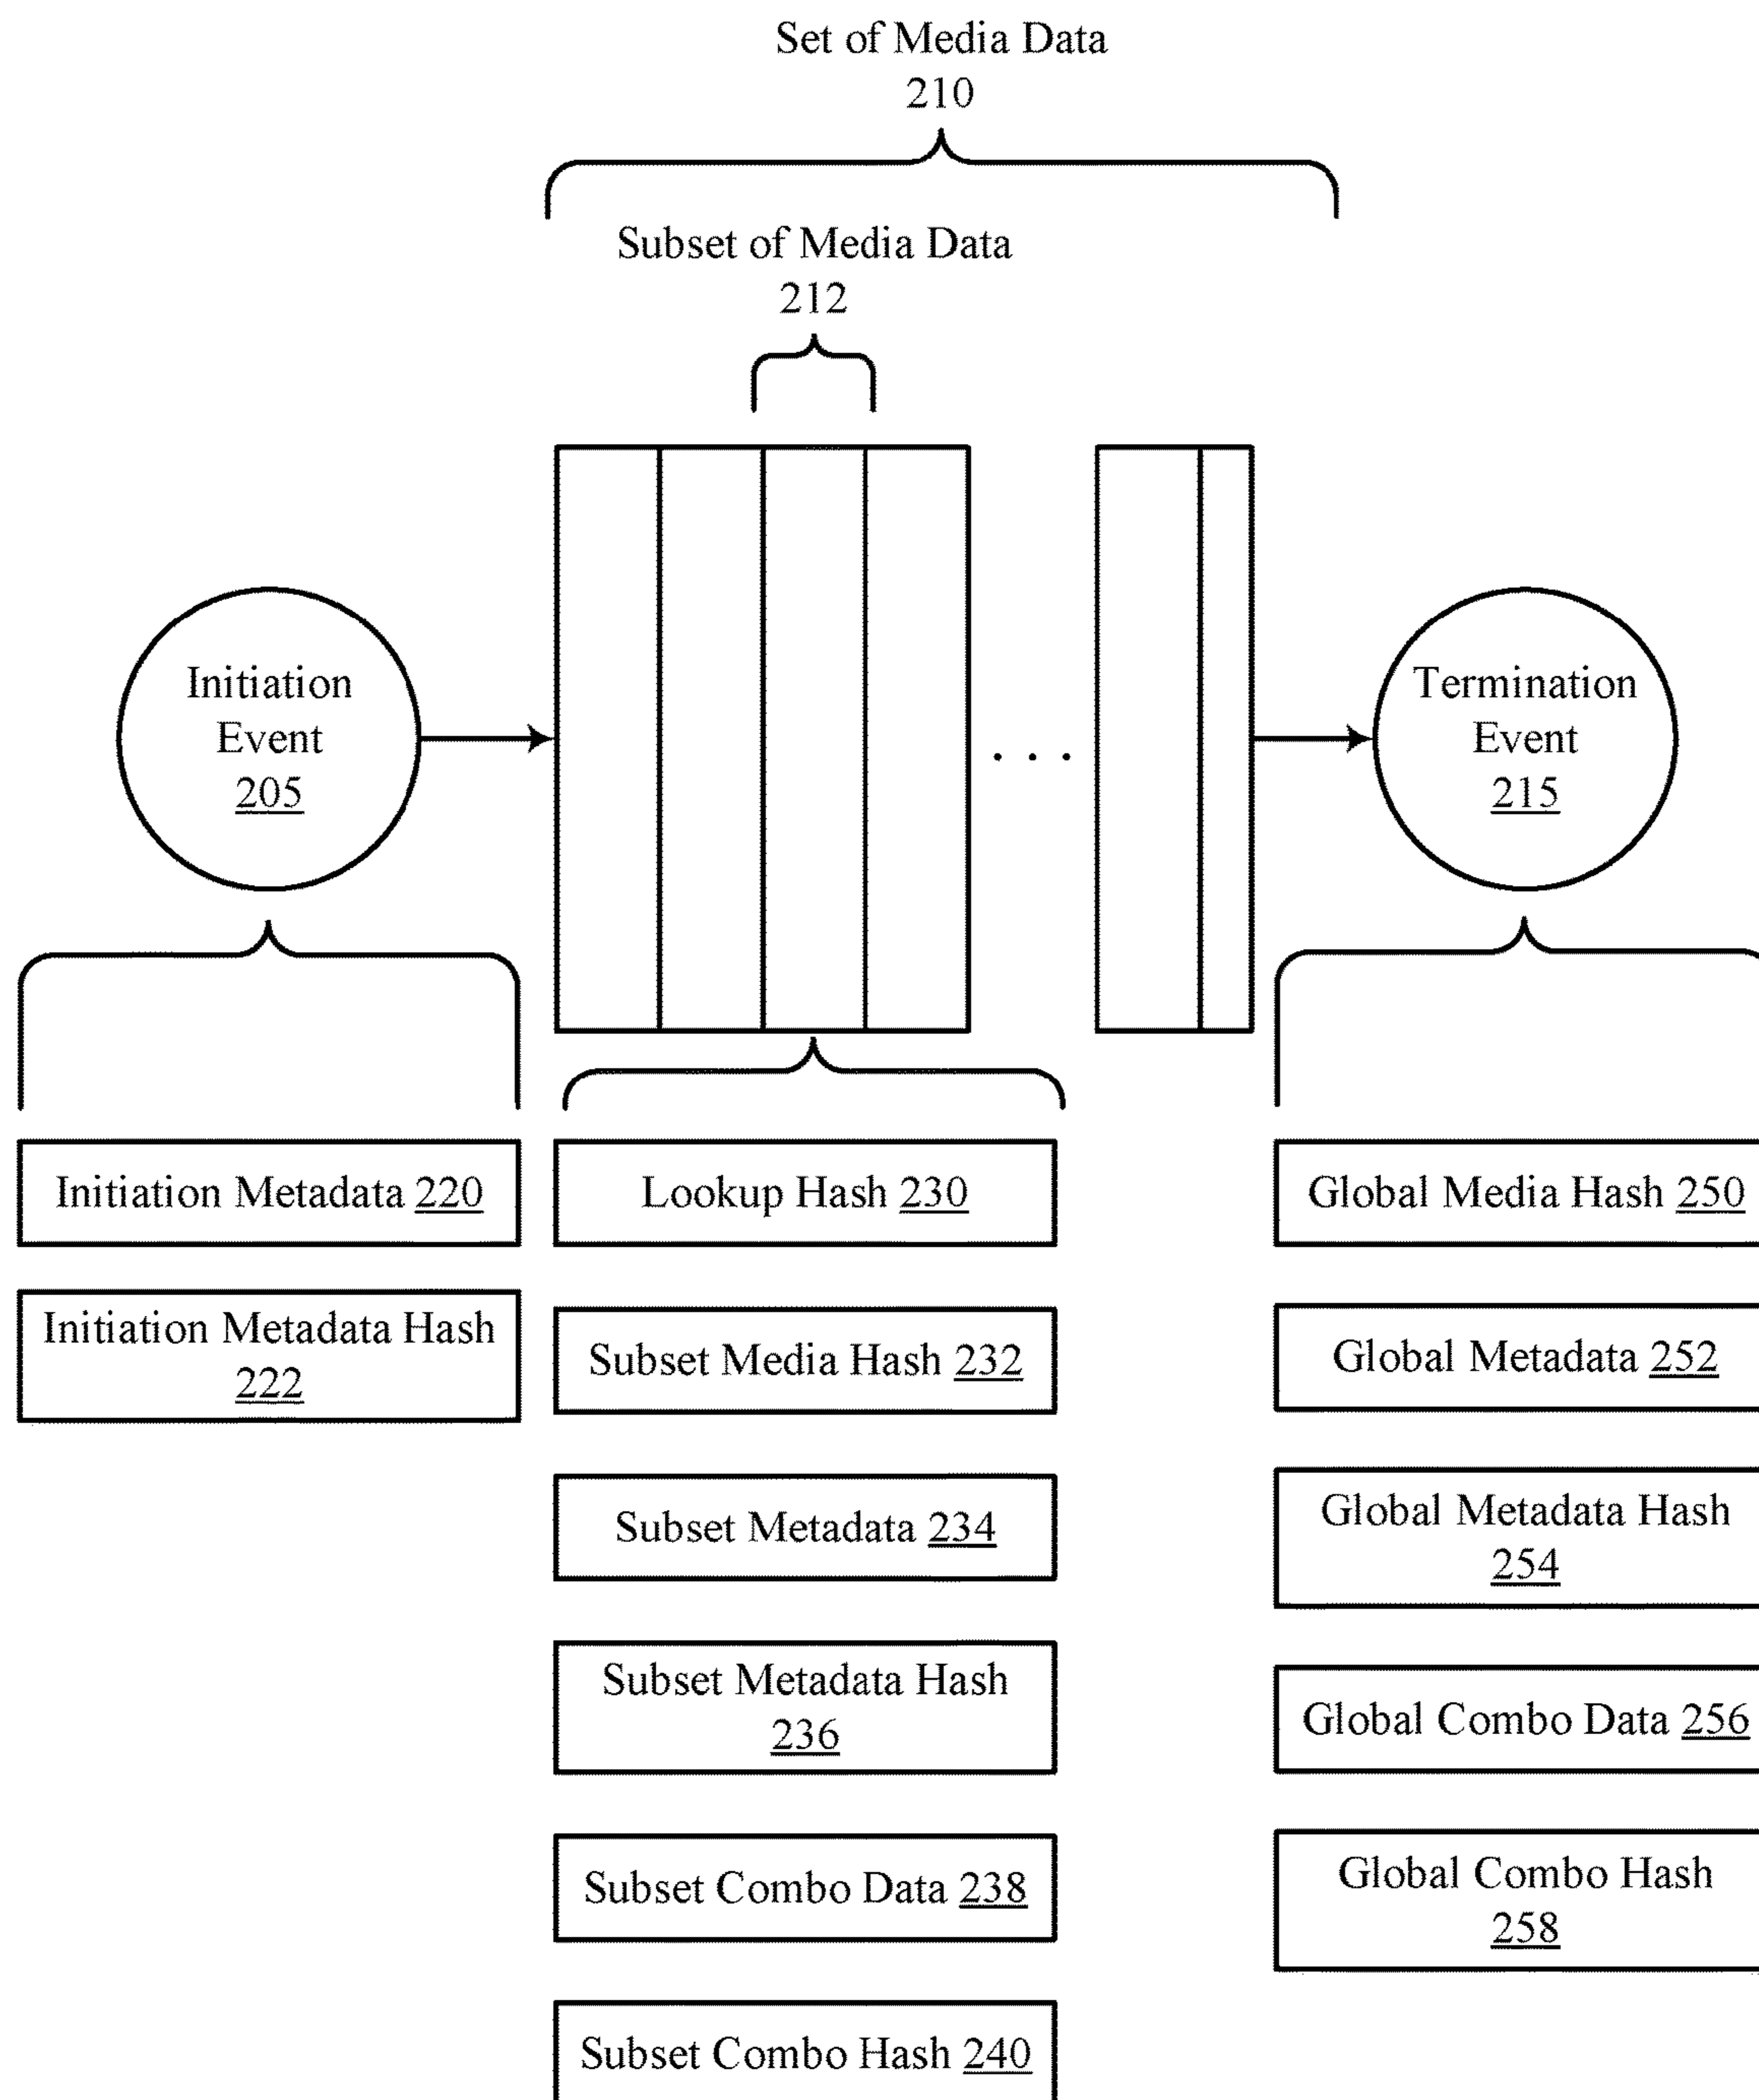 Set of Media Data
210
Subset of Media Data
212
Initiation
Event
205
. . .
Termination
Event
215
Initiation Metadata 220
Initiation Metadata Hash
222
Lookup Hash 230
Subset Media Hash 232
Subset Metadata 234
Subset Metadata Hash
236
Subset Combo Data 238
Subset Combo Hash 240
Global Media Hash 250
Global Metadata 252
Global Metadata Hash
254
Global Combo Data 256
Global Combo Hash
258